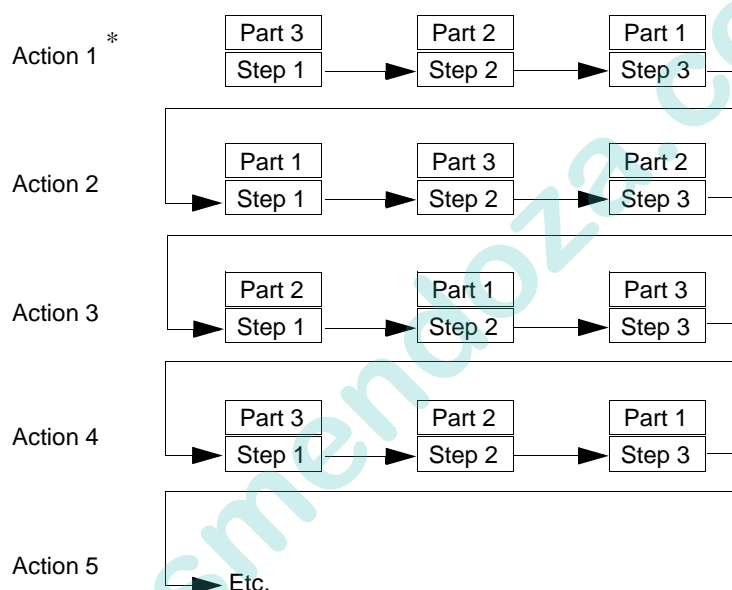 Action 1 * Part 3 Part 2 Part 1
Step 1 Step 2 Step 3
Action 2 Part 1 Part 3 Part 2
Step 1 Step 2 Step 3
Action 3 Part 2 Part 1 Part 3
Step 1 Step 2 Step 3
Action 4 Part 3 Part 2 Part 1
Step 1 Step 2 Step 3
Action 5
Etc.
smendoza.co